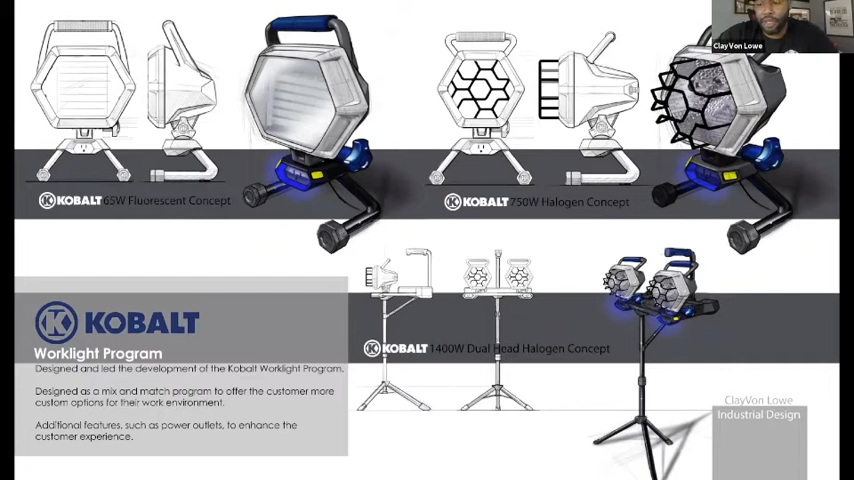 ClayVon Lowe
KOBALT 65W Fluorescent Concept
KOBALT 750W Halogen Concept
KOBALT
KOBALT 1400W Dual Head Halogen Concept
Worklight Program
Designed and led the development of the Kobalt Worklight Program.
Designed as a mix and match program to offer the customer more
custom options for their work environment.
Additional features, such as power outlets, to enhance the
customer experience.
ClayVon Lowe
Industrial Design